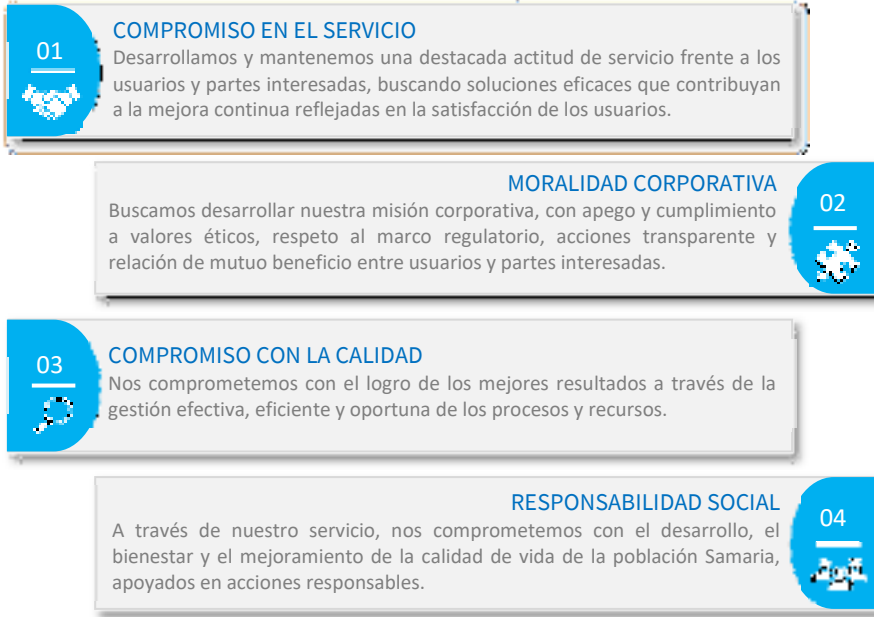 01
COMPROMISO EN EL SERVICIO
Desarrollamos y mantenemos una destacada actitud de servicio frente a los
usuarios y partes interesadas, buscando soluciones eficaces que contribuyan
a la mejora continua reflejadas en la satisfacción de los usuarios.
MORALIDAD CORPORATIVA
02
Buscamos desarrollar nuestra misión corporativa, con apego y cumplimiento
a valores éticos, respeto al marco regulatorio, acciones transparente y
relación de mutuo beneficio entre usuarios y partes interesadas.
03
COMPROMISO CON LA CALIDAD
Nos comprometemos con el logro de los mejores resultados a través de la
gestión efectiva, eficiente y oportuna de los procesos y recursos.
RESPONSABILIDAD SOCIAL
04
A través de nuestro servicio, nos comprometemos con el desarrollo, el
bienestar y el mejoramiento de la calidad de vida de la población Samaria,
apoyados en acciones responsables.